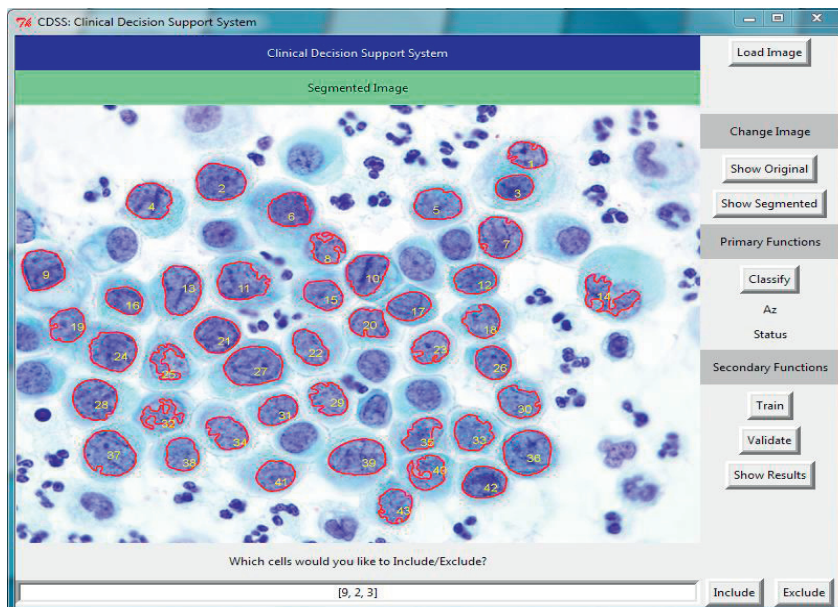 CDSS: Clinical Decision Support System
Clinical Decision Support System
Load Image
Segmented Image
Change Image
Show Original
Show Segmented
Primary Functions
Classify
Az
Status
Secondary Functions
Train
Validate
Show Results
1
2
3
4
5
6
7
8
9
10
11
12
13
14
15
16
17
18
19
20
21
22
23
24
25
26
27
28
29
30
31
32
33
34
35
36
37
38
39
40
41
42
43
Which cells would you like to Include/Exclude?
[9, 2, 3]
Include
Exclude